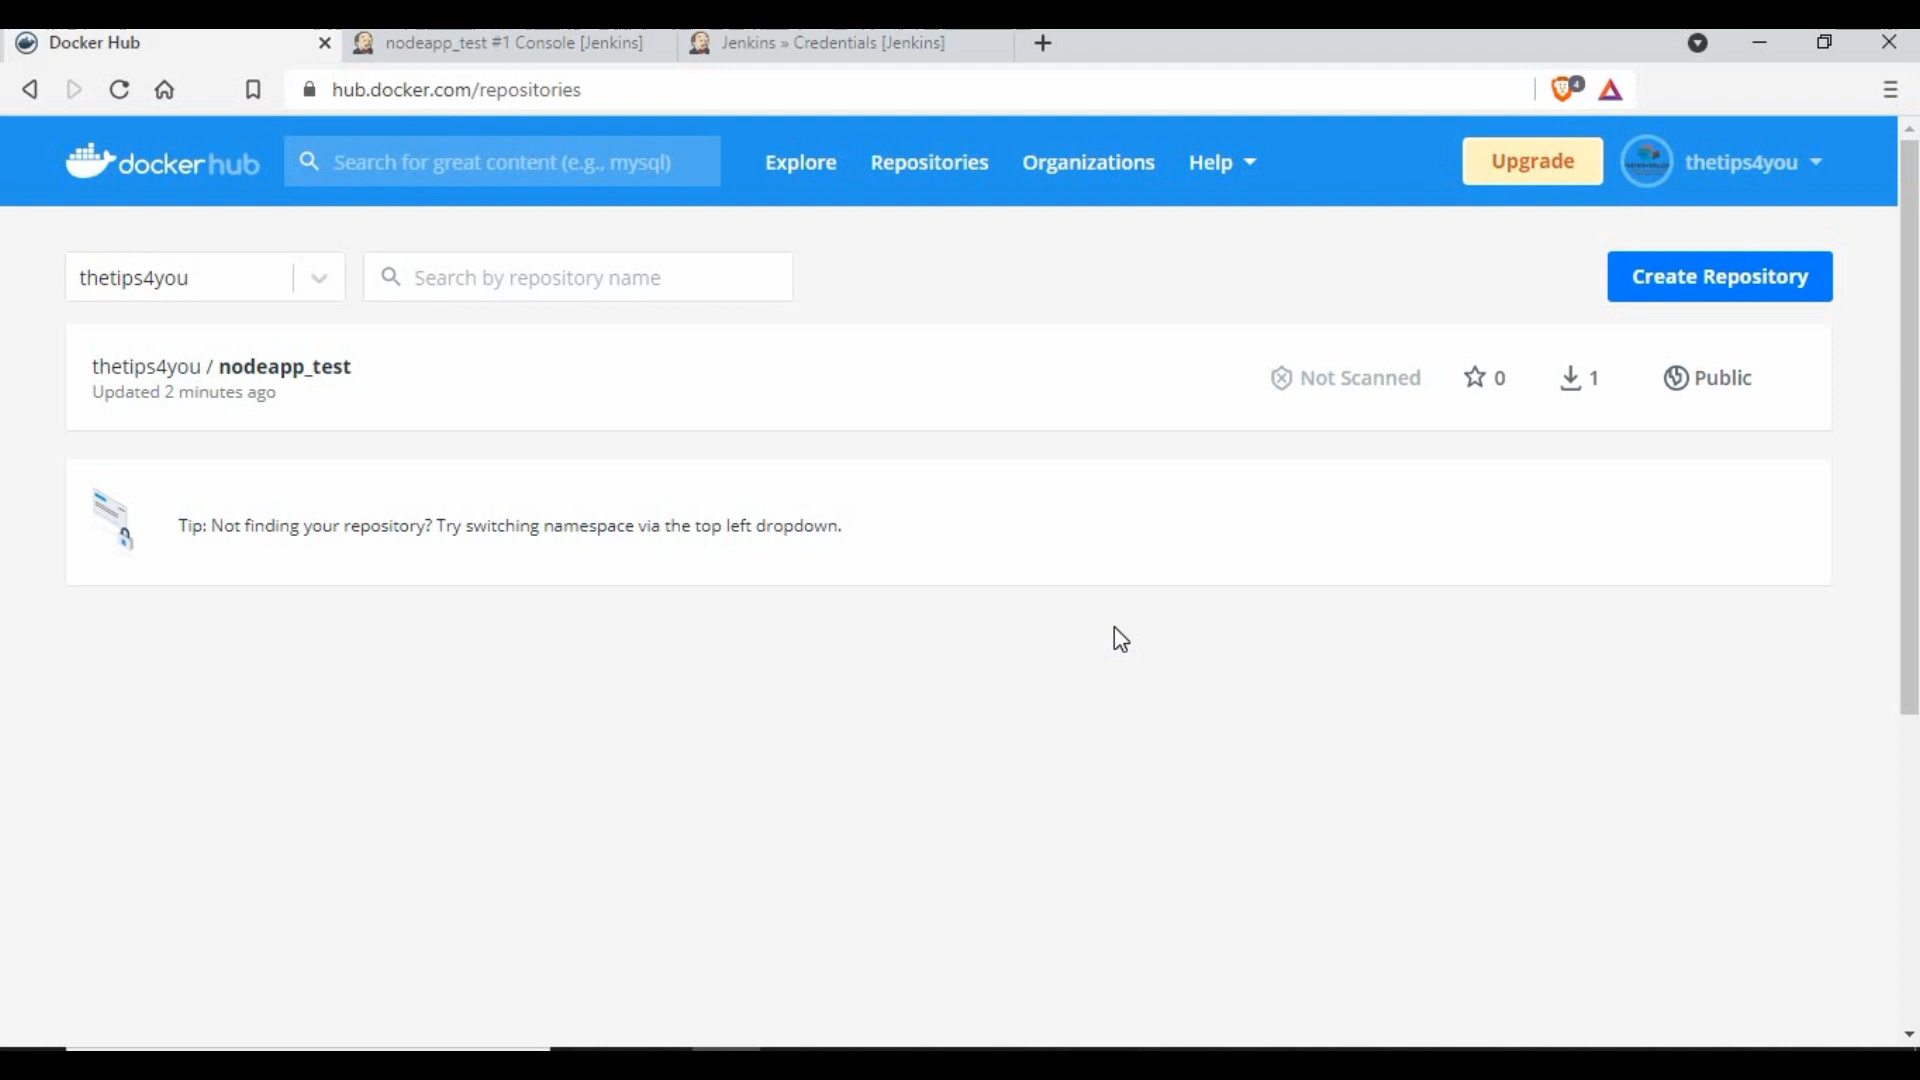 Docker Hub
nodeapp_test #1 Console [Jenkins]
Jenkins » Credentials [Jenkins]
hub.docker.com/repositories
4
dockerhub
Search for great content (e.g., mysql)
Explore
Repositories
Organizations
Help
Upgrade
thetips4you
thetips4you
Search by repository name
Create Repository
thetips4you / nodeapp_test
Updated 2 minutes ago
Not Scanned
0
1
Public
Tip: Not finding your repository? Try switching namespace via the top left dropdown.